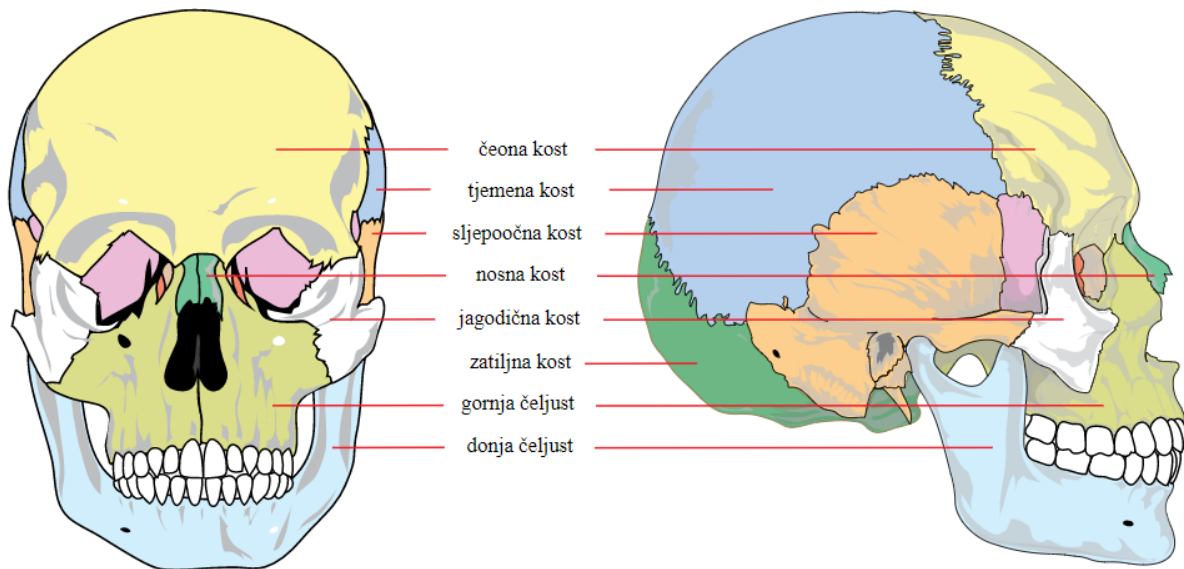 čeona kost
tjemena kost
sljepoočna kost
nosna kost
jagodična kost
zatiljna kost
gornja čeljust
donja čeljust